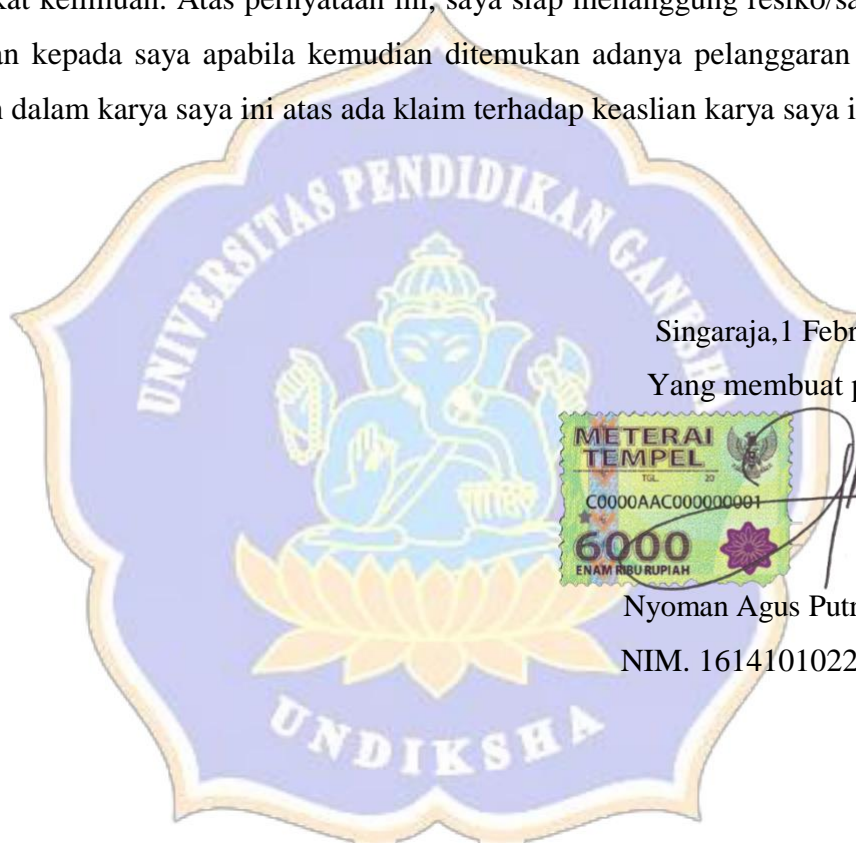 kat keilmuan. Atas pernyataan ini, saya siap menanggung resiko/sa
an kepada saya apabila kemudian ditemukan adanya pelanggaran
dalam karya saya ini atas ada klaim terhadap keaslian karya saya i
UNIVERSITAS PENDIDIKAN GANESHA
Singaraja,1 Febr
Yang membuat p
METERAI
TEMPEL
TGL. 20
C0000AAC000000001
6000
ENAM RIBU RUPIAH
Nyoman Agus Putr
NIM. 1614101022
UNDIKSHA